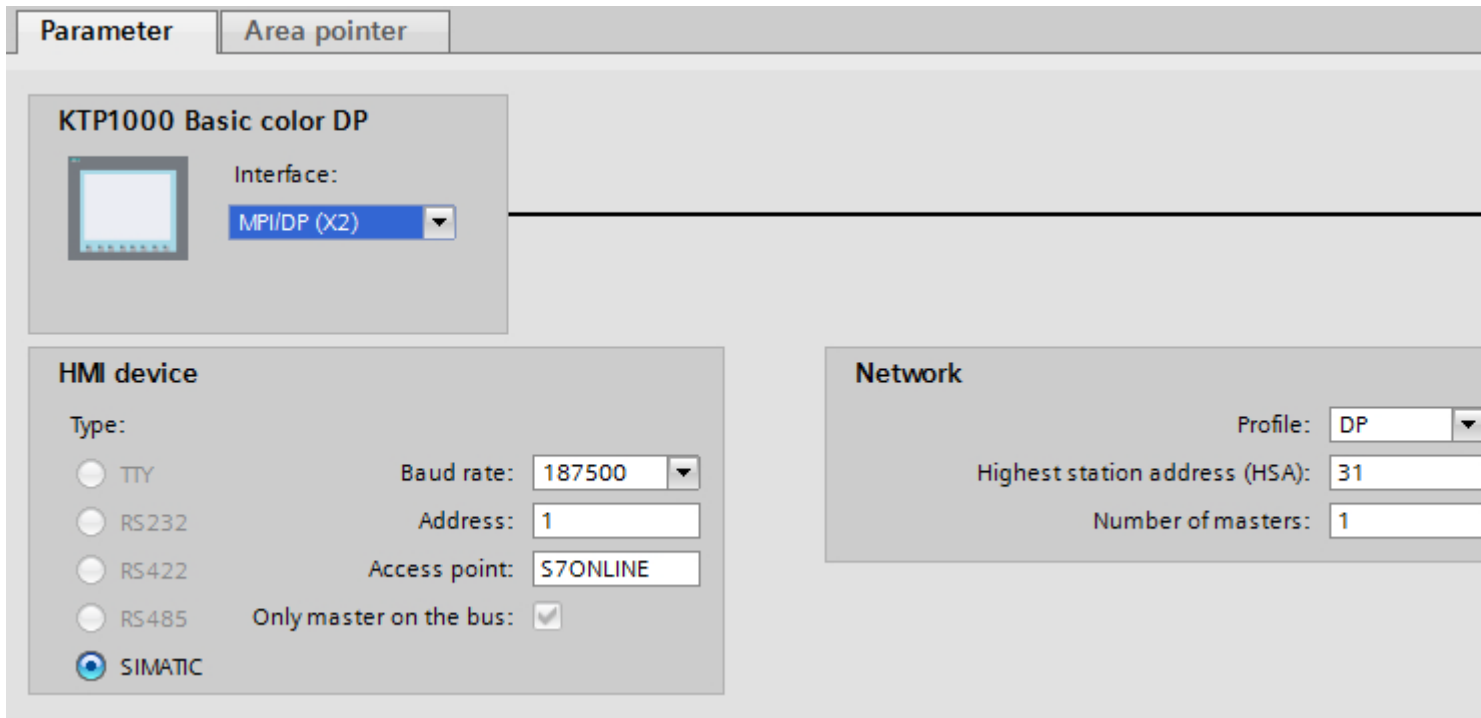 Parameter
Area pointer
KTP1000 Basic color DP
Interface:
MPI/DP (X2)
HMI device
Type:
TTY
RS232
RS422
RS485
SIMATIC
Baud rate: 187500
Address: 1
Access point: S7ONLINE
Only master on the bus:
Network
Profile: DP
Highest station address (HSA): 31
Number of masters: 1